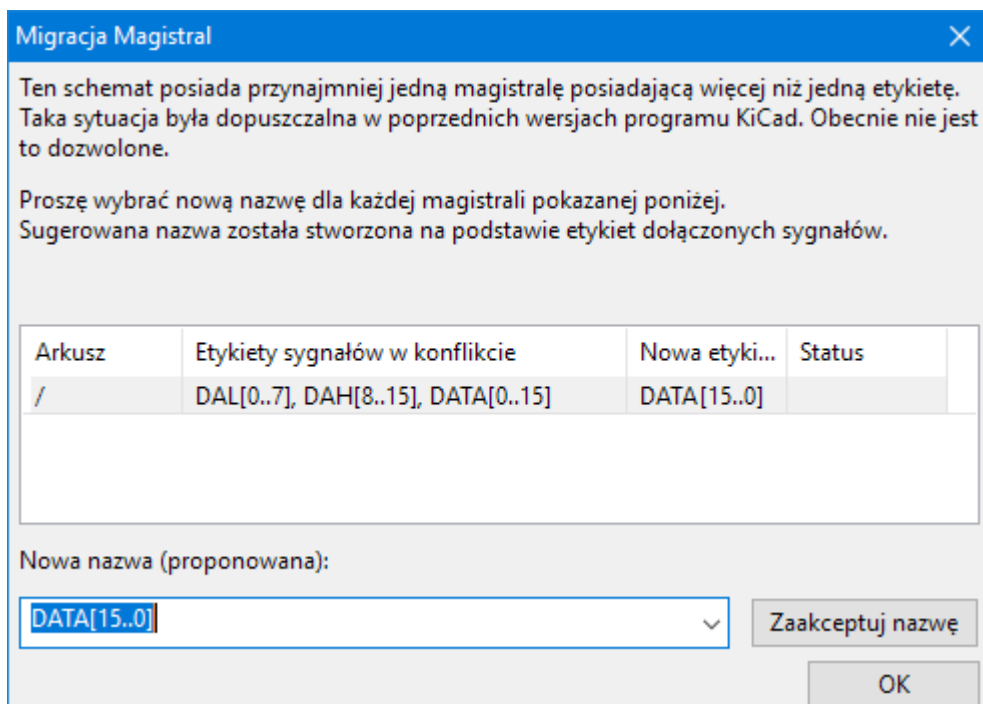 Migracja Magistral
Ten schemat posiada przynajmniej jedną magistralę posiadającą więcej niż jedną etykietę.
Taka sytuacja była dopuszczalna w poprzednich wersjach programu KiCad. Obecnie nie jest
to dozwolone.
Proszę wybrać nową nazwę dla każdej magistrali pokazanej poniżej.
Sugerowana nazwa została stworzona na podstawie etykiet dołączonych sygnałów.
Arkusz Etykiety sygnałów w konflikcie Nowa etyki... Status
/ DAL[0..7], DAH[8..15], DATA[0..15] DATA[15..0]
Nowa nazwa (proponowana):
DATA[15..0] Zaakceptuj nazwę
OK